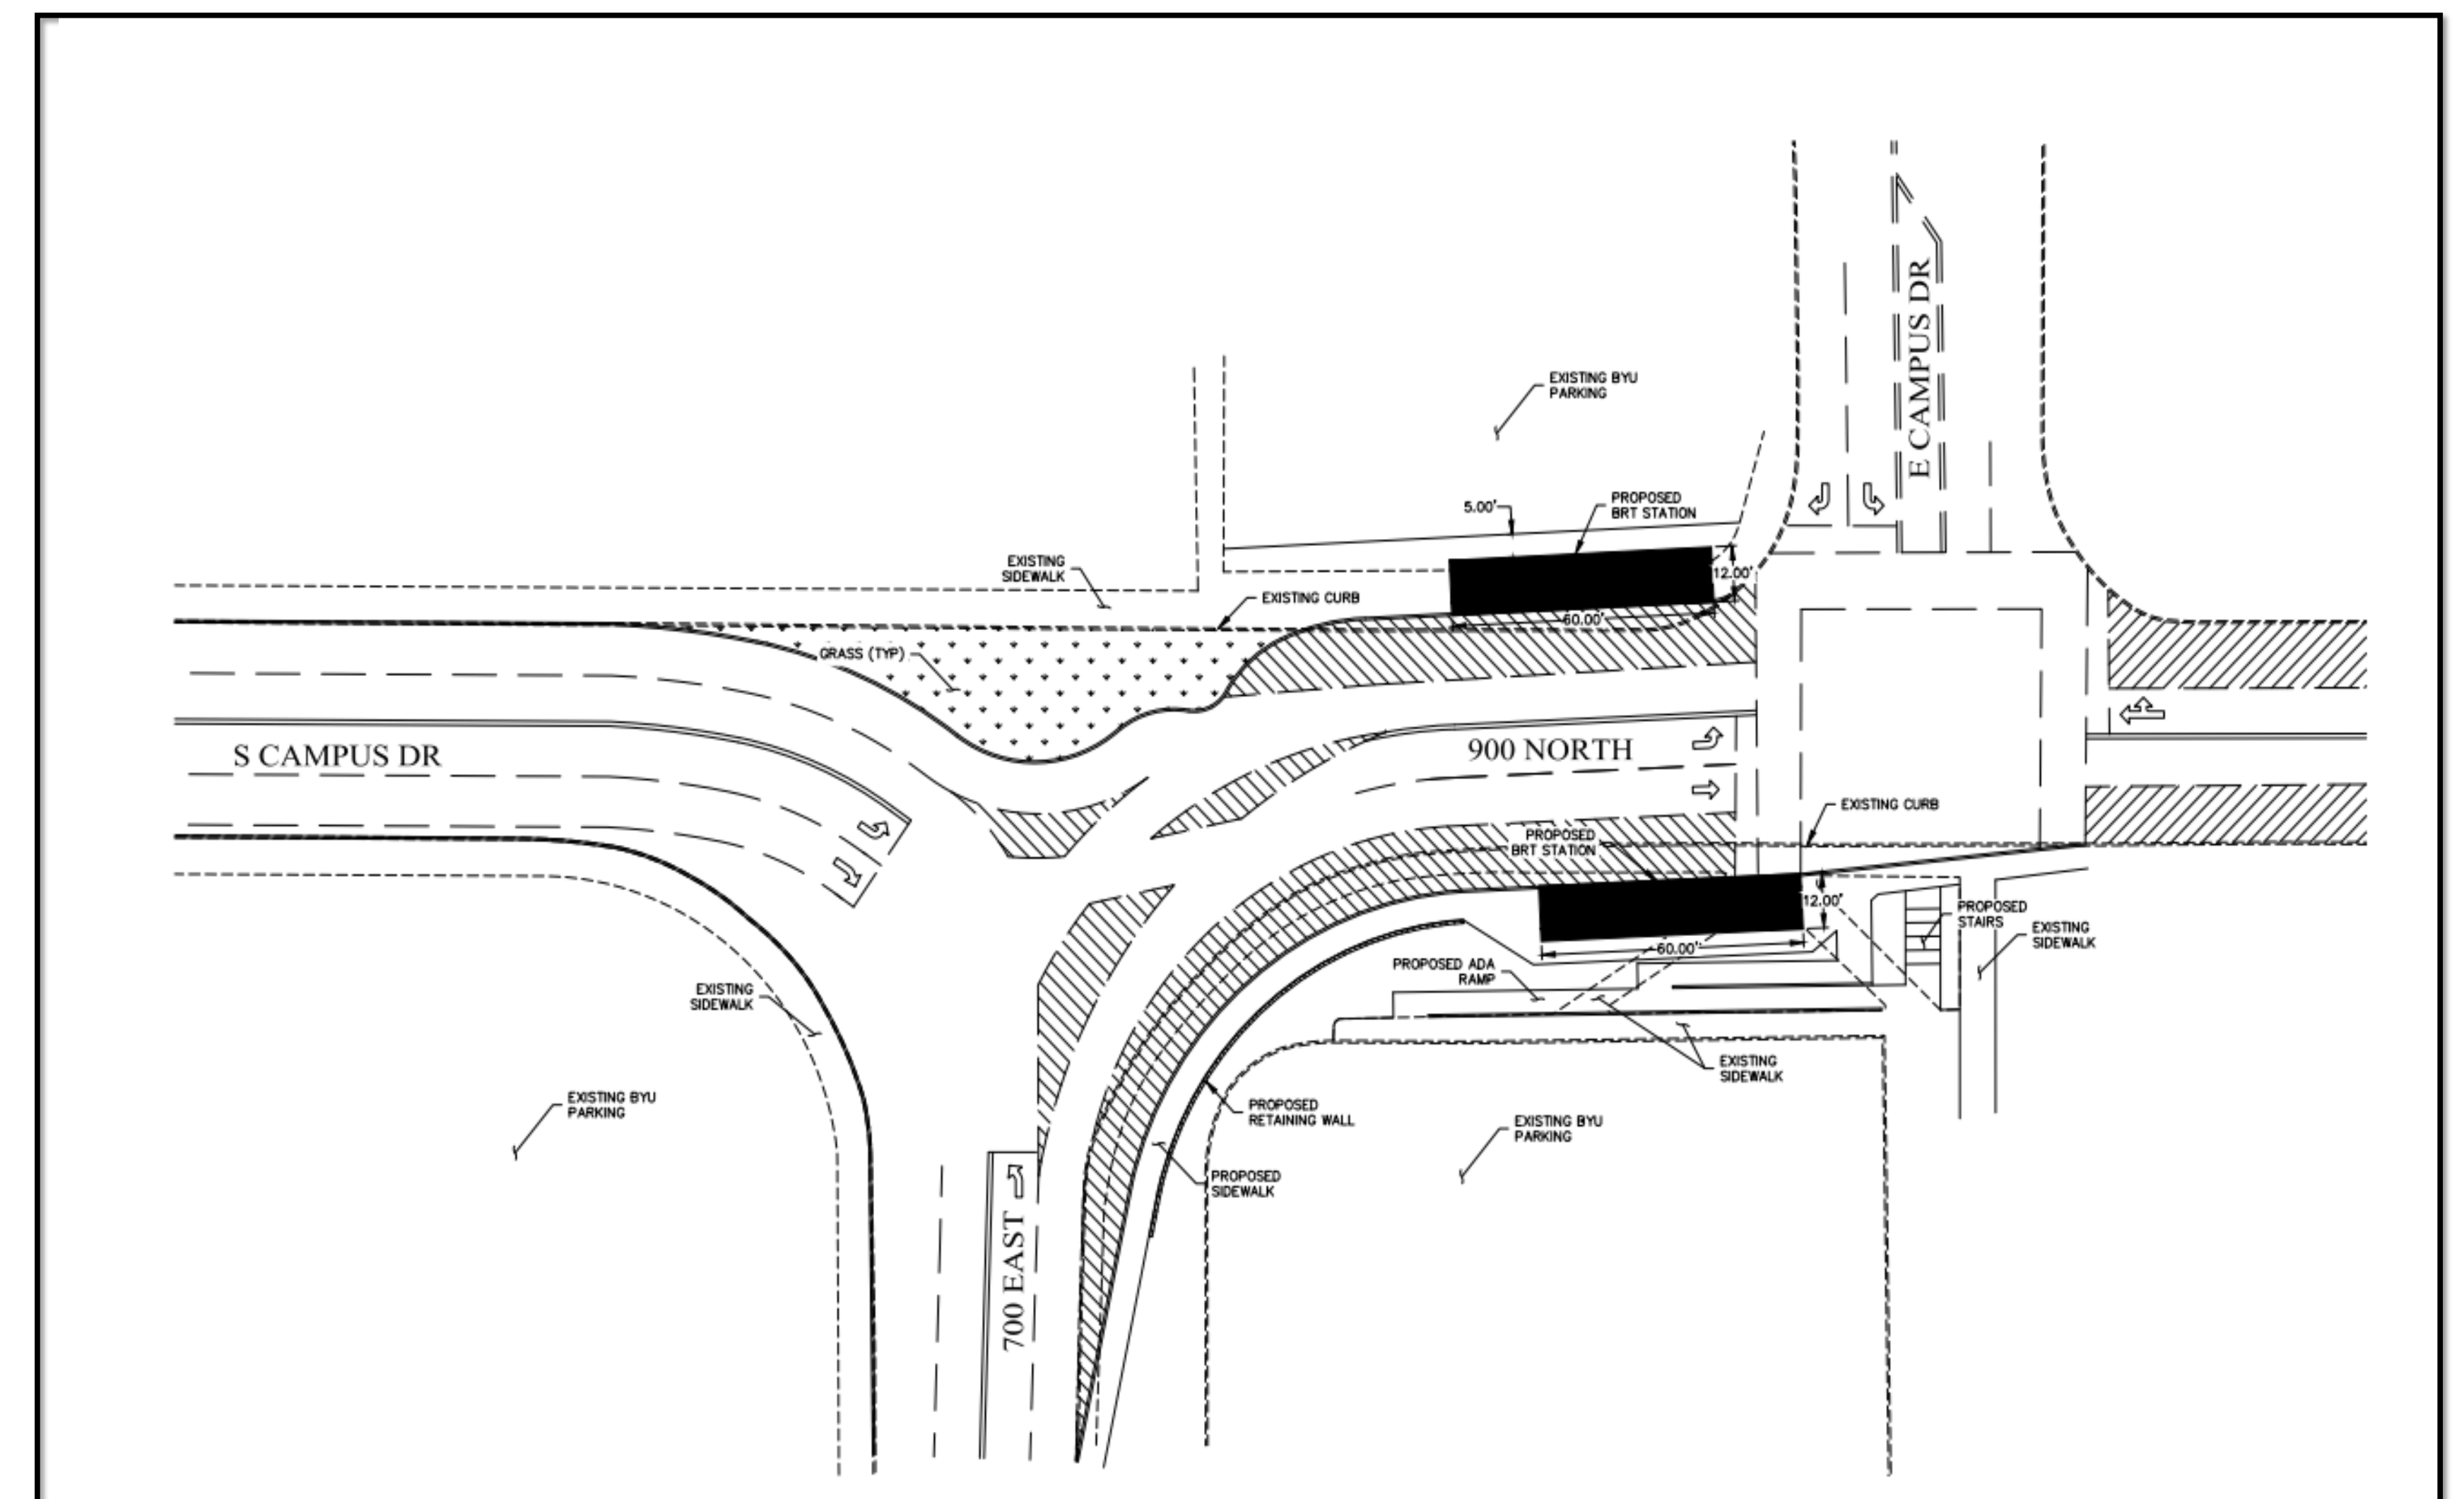 E CAMPUS DR
EXISTING BYU
PARKING
5.00'
PROPOSED
BRT STATION
EXISTING
SIDEWALK
12.00'
EXISTING CURB
60.00'
GRASS (TYP)
S CAMPUS DR
900 NORTH
EXISTING CURB
PROPOSED
BRT STATION
12.00'
PROPOSED
STAIRS
EXISTING
SIDEWALK
60.00'
PROPOSED ADA
RAMP
EXISTING
SIDEWALK
EXISTING
SIDEWALK
EXISTING BYU
PARKING
PROPOSED
RETAINING WALL
EXISTING BYU
PARKING
PROPOSED
SIDEWALK
700 EAST